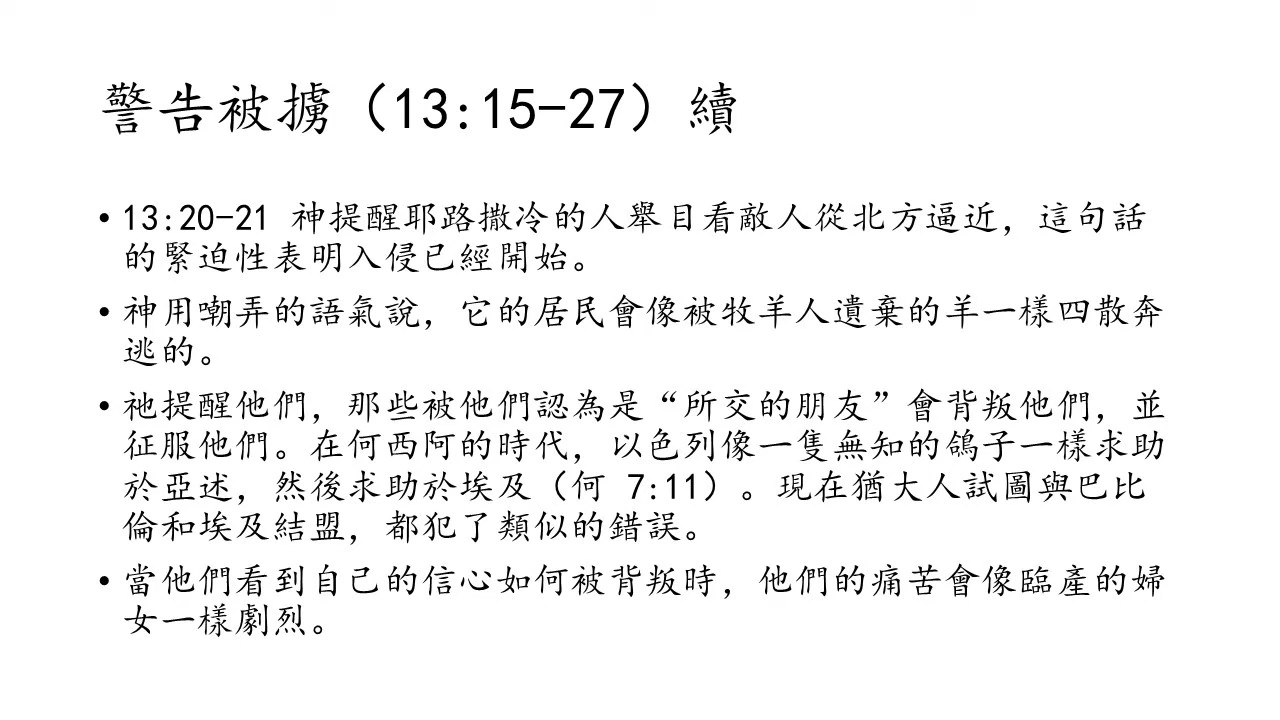 警告被擄（13:15-27）續
• 13:20-21 神提醒耶路撒冷的人舉目看敵人從北方逼近，這句話
的緊迫性表明入侵已經開始。
• 神用嘲弄的語氣說，它的居民會像被牧羊人遺棄的羊一樣四散奔
逃的。
• 祂提醒他們，那些被他們認為是“所交的朋友”會背叛他們，並
征服他們。在何西阿的時代，以色列像一隻無知的鴿子一樣求助
於亞述，然後求助於埃及（何 7:11）。現在猶大人試圖與巴比
倫和埃及結盟，都犯了類似的錯誤。
• 當他們看到自己的信心如何被背叛時，他們的痛苦會像臨產的婦
女一樣劇烈。